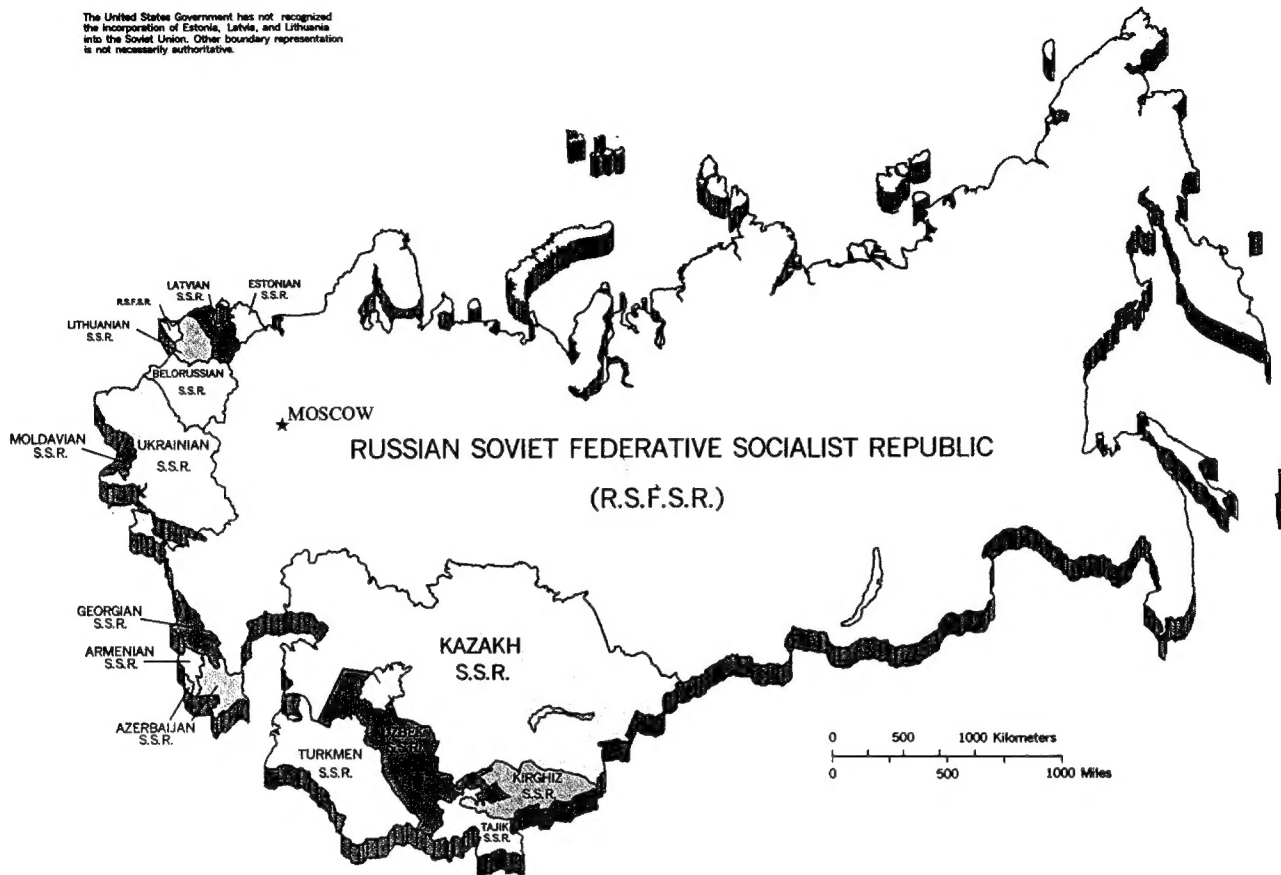 The United States Government has not recognized
the incorporation of Estonia, Latvia, and Lithuania
into the Soviet Union. Other boundary representation
is not necessarily authoritative.
LATVIAN
S.S.R.
ESTONIAN
S.S.R.
R.S.F.S.R.
LITHUANIAN
S.S.R.
BELORUSSIAN
S.S.R.
MOSCOW
MOLDAVIAN
S.S.R.
UKRAINIAN
S.S.R.
RUSSIAN SOVIET FEDERATIVE SOCIALIST REPUBLIC
(R.S.F.S.R.)
GEORGIAN
S.S.R.
ARMENIAN
S.S.R.
KAZAKH
S.S.R.
AZERBAIJAN
S.S.R.
UZBEK
S.S.R.
TURKMEN
S.S.R.
KIRGHIZ
S.S.R.
TAJIK
S.S.R.
0 500 1000 Kilometers
0 500 1000 Miles